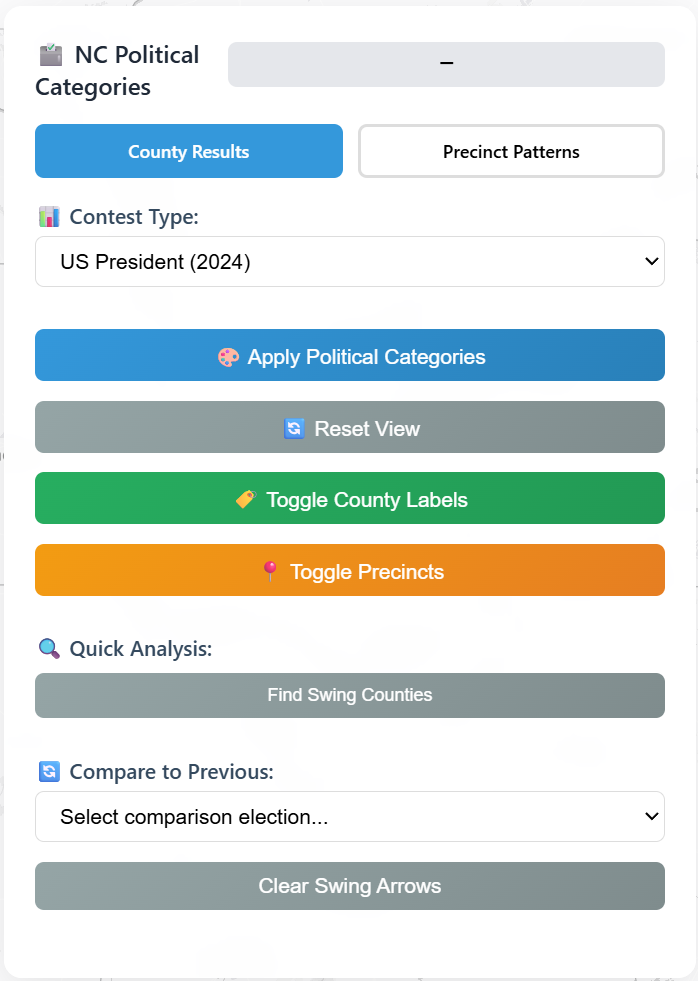 NC Political
Categories
–
County Results
Precinct Patterns
Contest Type:
US President (2024)
Apply Political Categories
Reset View
Toggle County Labels
Toggle Precincts
Quick Analysis:
Find Swing Counties
Compare to Previous:
Select comparison election...
Clear Swing Arrows